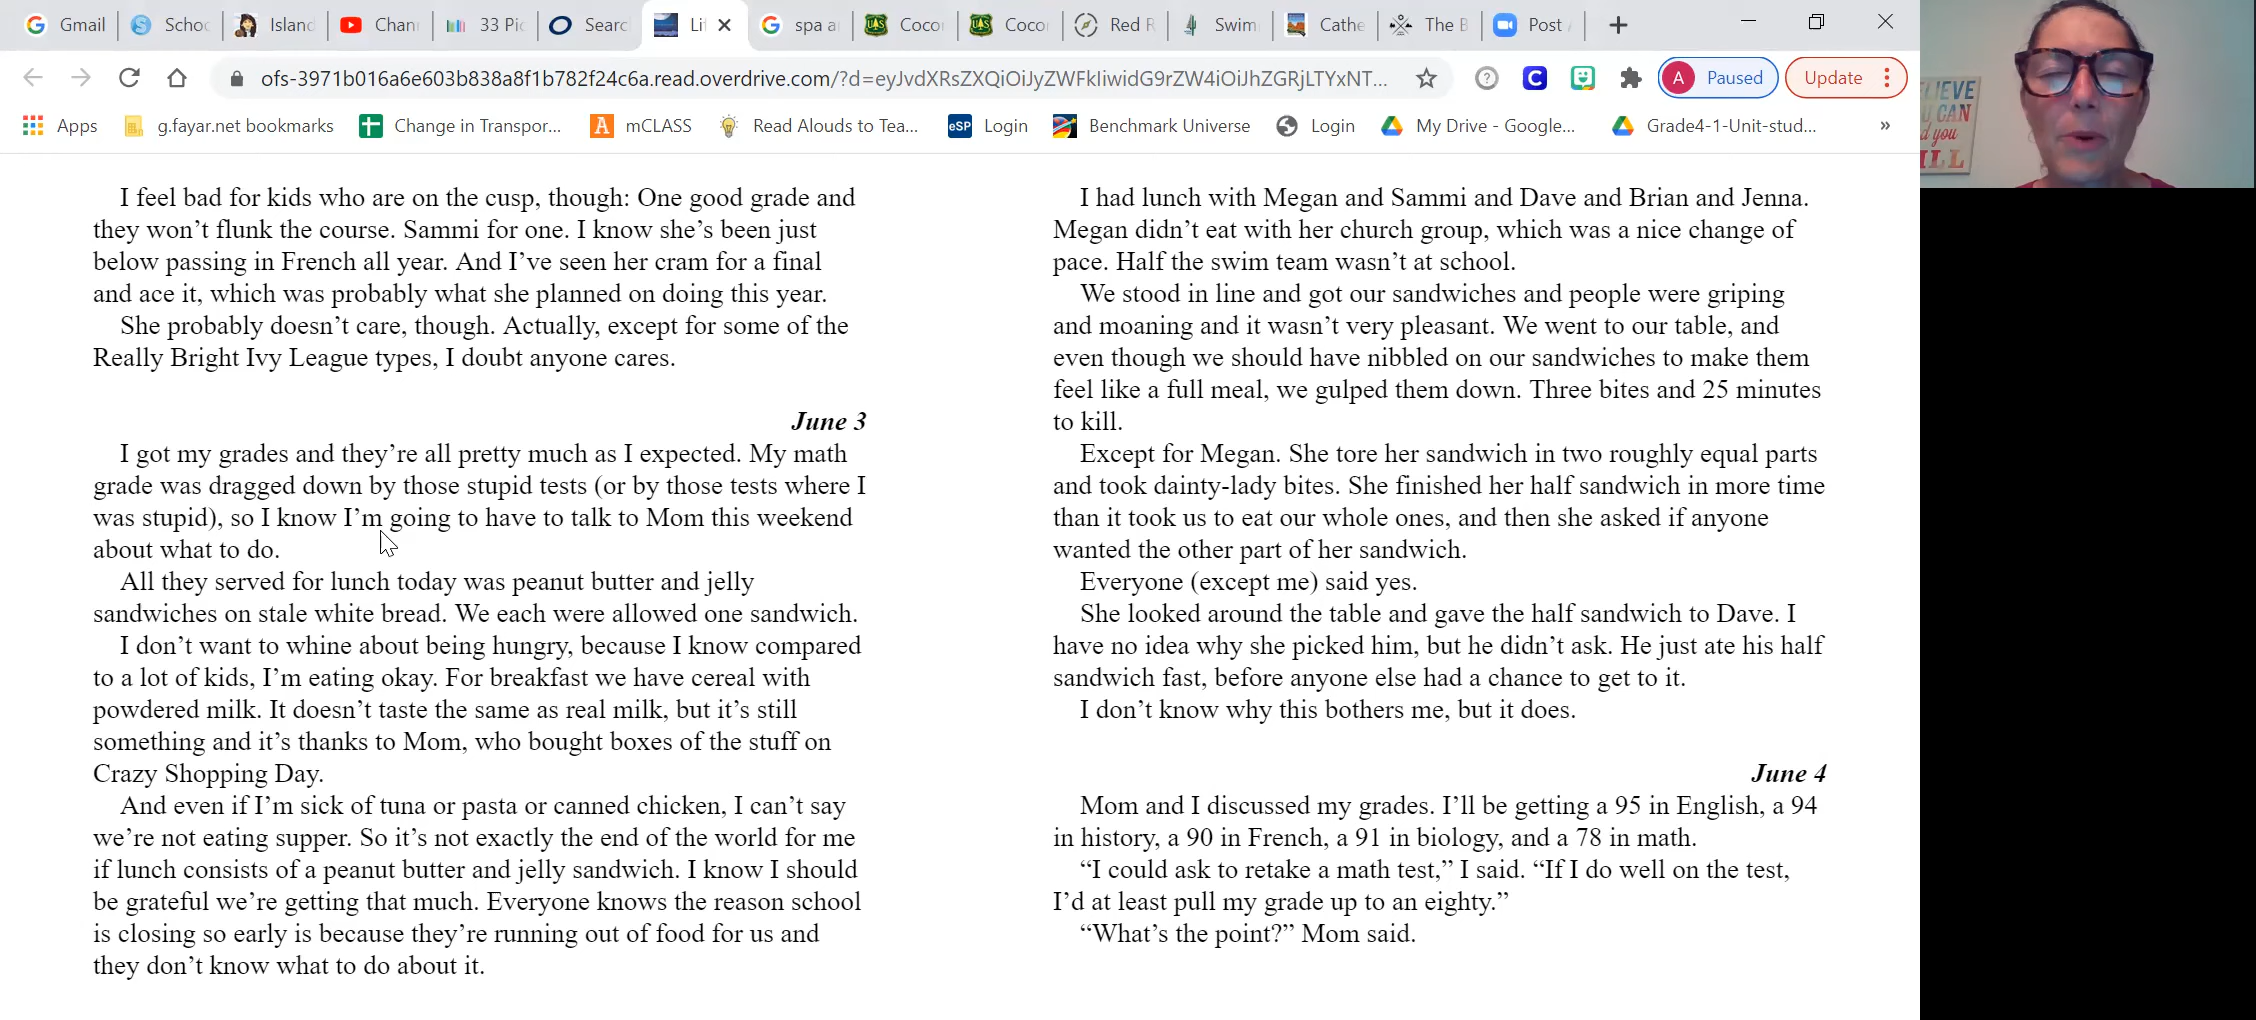 Gmail
Schoc
Island
Chan
33 Pic
Searc
Li
spa a
Coco
Coco
Red R
Swim
Cathe
The B
Post
ofs-3971b016a6e603b838a8f1b782f24c6a.read.overdrive.com/?d=eyJvdXRsZXQiOiJyZWFkIiwidG9rZW4iOiJhZGRjLTYxNT...
A Paused
Update
Apps
g.fayar.net bookmarks
Change in Transpor...
mCLASS
Read Alouds to Tea...
eSP Login
Benchmark Universe
Login
My Drive - Google...
Grade4-1-Unit-stud...
»
I feel bad for kids who are on the cusp, though: One good grade and
they won’t flunk the course. Sammi for one. I know she’s been just
below passing in French all year. And I’ve seen her cram for a final
and ace it, which was probably what she planned on doing this year.
She probably doesn’t care, though. Actually, except for some of the
Really Bright Ivy League types, I doubt anyone cares.
June 3
I got my grades and they’re all pretty much as I expected. My math
grade was dragged down by those stupid tests (or by those tests where I
was stupid), so I know I’m going to have to talk to Mom this weekend
about what to do.
All they served for lunch today was peanut butter and jelly
sandwiches on stale white bread. We each were allowed one sandwich.
I don’t want to whine about being hungry, because I know compared
to a lot of kids, I’m eating okay. For breakfast we have cereal with
powdered milk. It doesn’t taste the same as real milk, but it’s still
something and it’s thanks to Mom, who bought boxes of the stuff on
Crazy Shopping Day.
And even if I’m sick of tuna or pasta or canned chicken, I can’t say
we’re not eating supper. So it’s not exactly the end of the world for me
if lunch consists of a peanut butter and jelly sandwich. I know I should
be grateful we’re getting that much. Everyone knows the reason school
is closing so early is because they’re running out of food for us and
they don’t know what to do about it.
I had lunch with Megan and Sammi and Dave and Brian and Jenna.
Megan didn’t eat with her church group, which was a nice change of
pace. Half the swim team wasn’t at school.
We stood in line and got our sandwiches and people were griping
and moaning and it wasn’t very pleasant. We went to our table, and
even though we should have nibbled on our sandwiches to make them
feel like a full meal, we gulped them down. Three bites and 25 minutes
to kill.
Except for Megan. She tore her sandwich in two roughly equal parts
and took dainty-lady bites. She finished her half sandwich in more time
than it took us to eat our whole ones, and then she asked if anyone
wanted the other part of her sandwich.
Everyone (except me) said yes.
She looked around the table and gave the half sandwich to Dave. I
have no idea why she picked him, but he didn’t ask. He just ate his half
sandwich fast, before anyone else had a chance to get to it.
I don’t know why this bothers me, but it does.
June 4
Mom and I discussed my grades. I’ll be getting a 95 in English, a 94
in history, a 90 in French, a 91 in biology, and a 78 in math.
“I could ask to retake a math test,” I said. “If I do well on the test,
I’d at least pull my grade up to an eighty.”
“What’s the point?” Mom said.
LIEVE
U CAN
d you
ILL